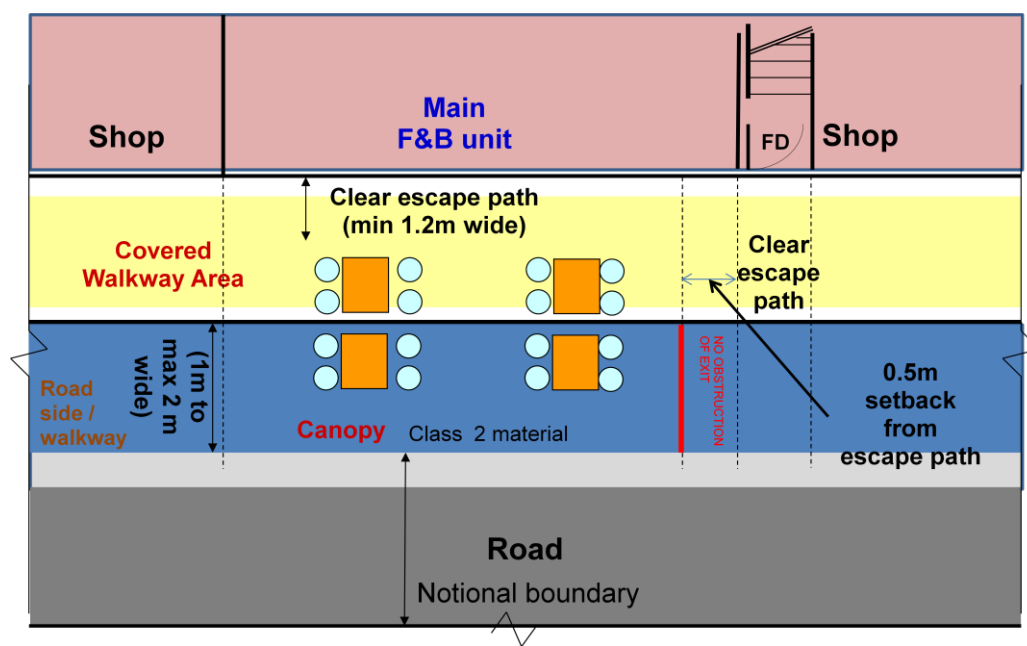 Shop
Main
F&B unit
FD
Shop
Clear escape path
(min 1.2m wide)
Covered
Walkway Area
Clear
escape
path
(1m to
max 2 m
wide)
NO OBSTRUCTION
OF EXIT
Road
side /
walkway
Canopy Class 2 material
0.5m
setback
from
escape path
Road
Notional boundary